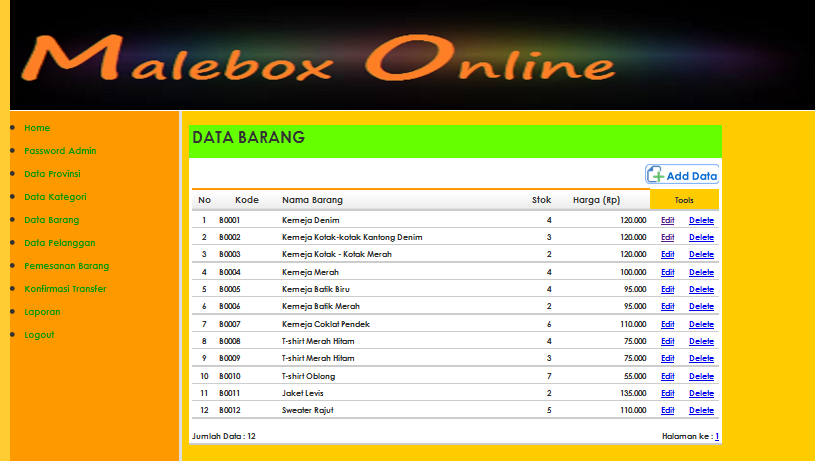 Malebox Online
Home
Password Admin
Data Provinsi
Data Kategori
Data Barang
Data Pelanggan
Pemesanan Barang
Konfirmasi Transfer
Laporan
Logout
DATA BARANG
Add Data
No Kode Nama Barang Stok Harga (Rp) Tools
1 B0001 Kemeja Denim 4 120.000 Edit Delete
2 B0002 Kemeja Kotak-kotak Kantong Denim 3 120.000 Edit Delete
3 B0003 Kemeja Kotak - Kotak Merah 2 120.000 Edit Delete
4 B0004 Kemeja Merah 4 100.000 Edit Delete
5 B0005 Kemeja Batik Biru 4 95.000 Edit Delete
6 B0006 Kemeja Batik Merah 2 95.000 Edit Delete
7 B0007 Kemeja Coklat Pendek 6 110.000 Edit Delete
8 B0008 T-shirt Merah Hitam 4 75.000 Edit Delete
9 B0009 T-shirt Merah Hitam 3 75.000 Edit Delete
10 B0010 T-shirt Oblong 7 55.000 Edit Delete
11 B0011 Jaket Levis 2 135.000 Edit Delete
12 B0012 Sweater Rajut 5 110.000 Edit Delete
Jumlah Data : 12 Halaman ke : 1